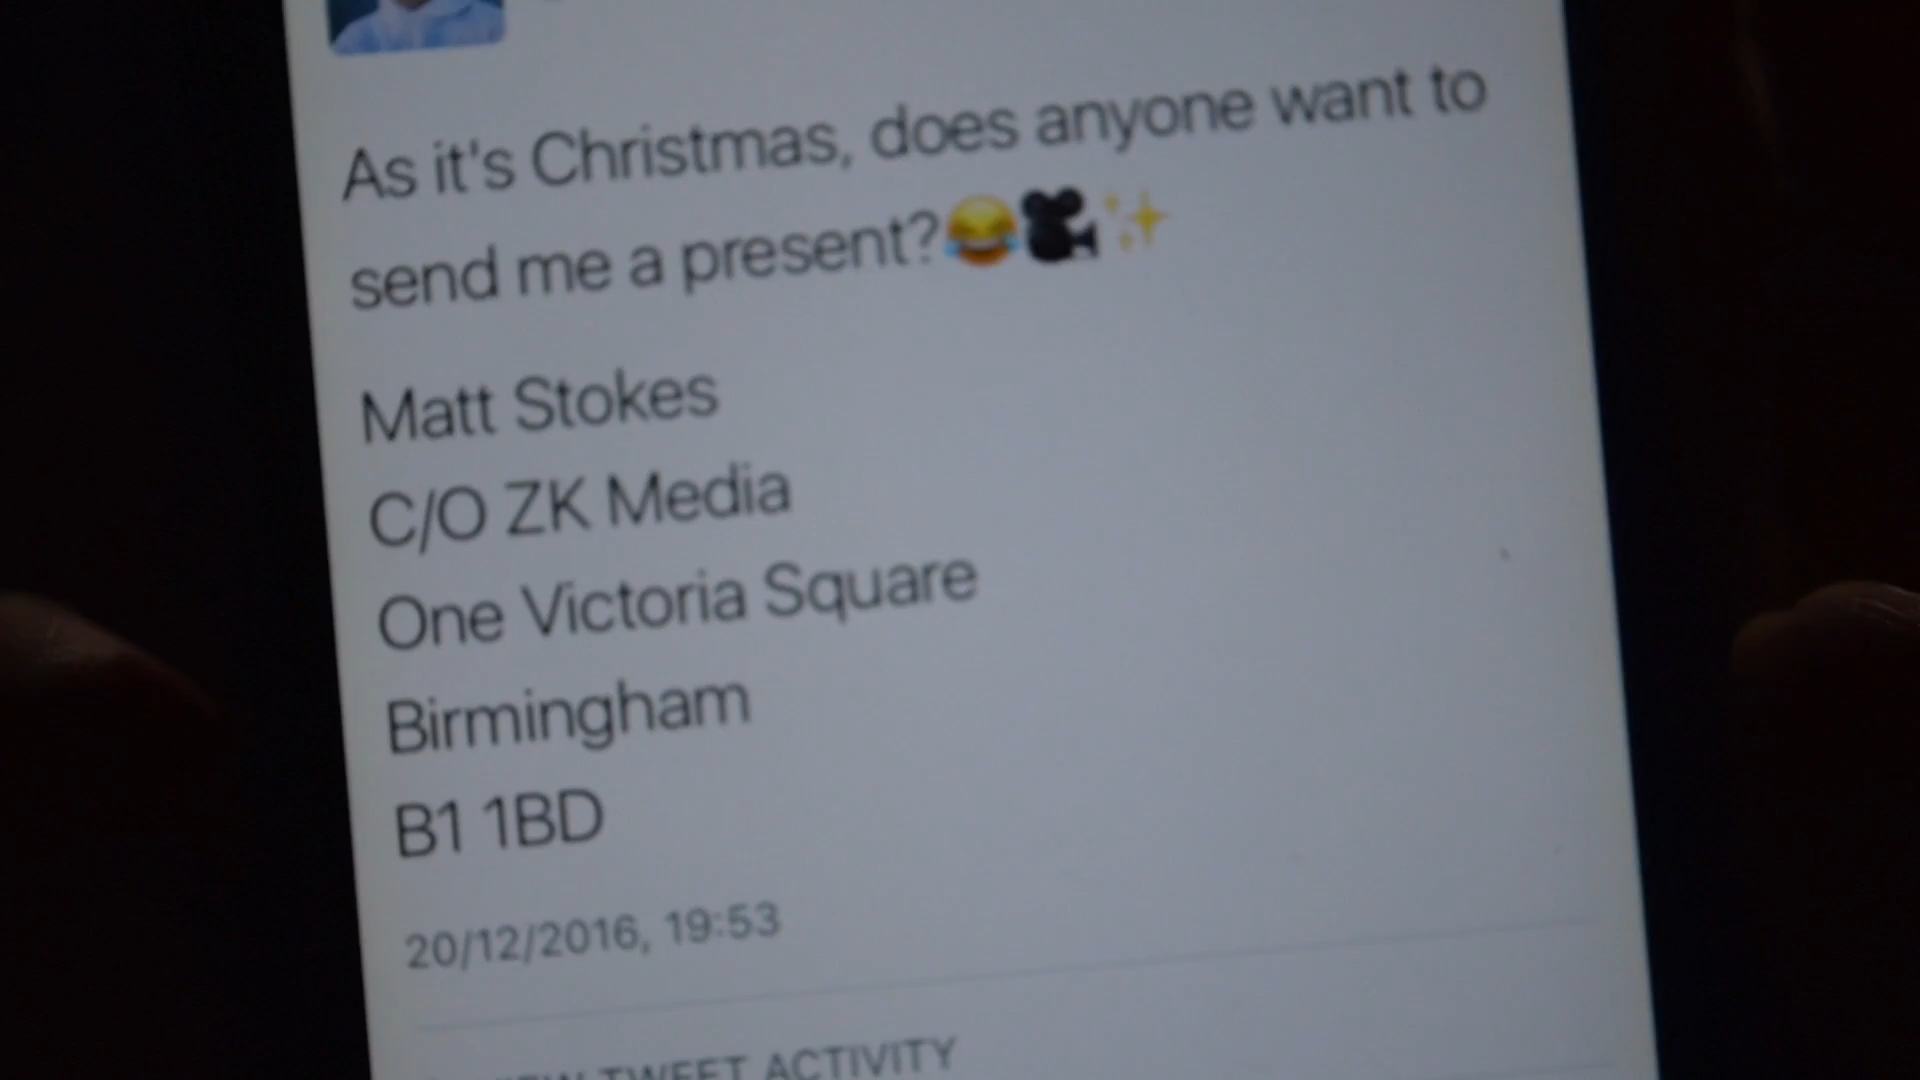 As it's Christmas, does anyone want to
send me a present?😂🎥✨
Matt Stokes
C/O ZK Media
One Victoria Square
Birmingham
B1 1BD
20/12/2016, 19:53
VIEW TWEET ACTIVITY